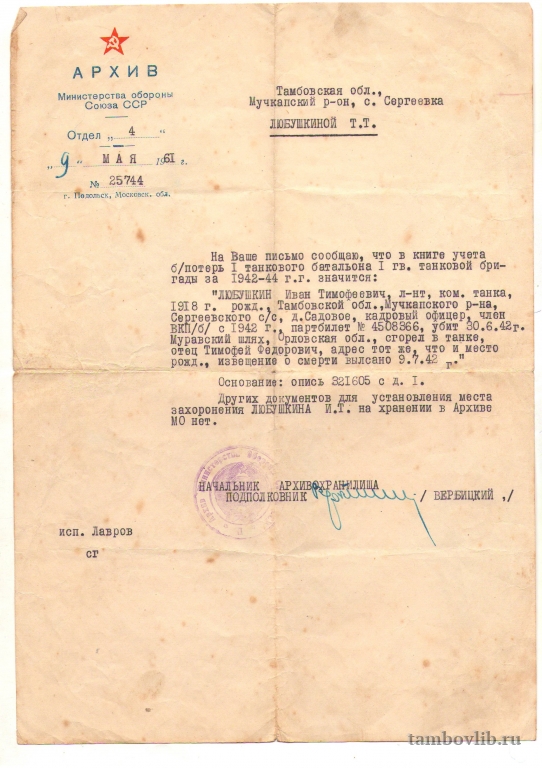 АРХИВ
Министерства обороны
Союза ССР
Отдел „ 4 “
„ 9 “ МАЯ 1961 г.
№ 25744
г. Подольск, Московск. обл.
Тамбовская обл.,
Мучкапский р-он, с. Сергеевка
ЛЮБУШКИНОЙ Т.Т.
На Ваше письмо сообщаю, что в книге учета
б/потерь I танкового батальона I гв. танковой бри-
гады за 1942-44 г.г. значится:
"ЛЮБУШКИН Иван Тимофеевич, л-нт, ком. танка,
1918 г. рожд., Тамбовской обл., Мучканского р-на,
Сергеевского с/с, д.Садовое, кадровый офицер, член
ВКП/б/ с 1942 г., партбилет № 4508366, убит 30.6.42г.
Муравский шлях, Орловская обл., сгорел в танке,
отец Тимофей Федорович, адрес тот же, что и место
рожд., извещение о смерти выслано 9.7.42 г."
Основание: опись 321605 с д. I.
Других документов для установления места
захоронения ЛЮБУШКИНА И.Т. на хранении в Архиве
МО нет.
НАЧАЛЬНИК АРХИВОХРАНИЛИЩА
ПОДПОЛКОВНИК /ВЕРБИЦКИЙ,/
исп. Лавров
сг
tambovlib.ru